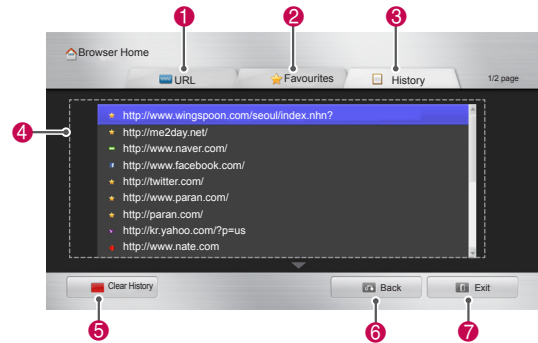 1 2 3
Browser Home
URL Favourites History 1/2 page
4
http://www.wingspoon.com/seoul/index.nhn?
http://me2day.net/
http://www.naver.com/
http://www.facebook.com/
http://twitter.com/
http://www.paran.com/
http://paran.com/
http://kr.yahoo.com/?p=us
http://www.nate.com
Clear History Back Exit
5 6 7